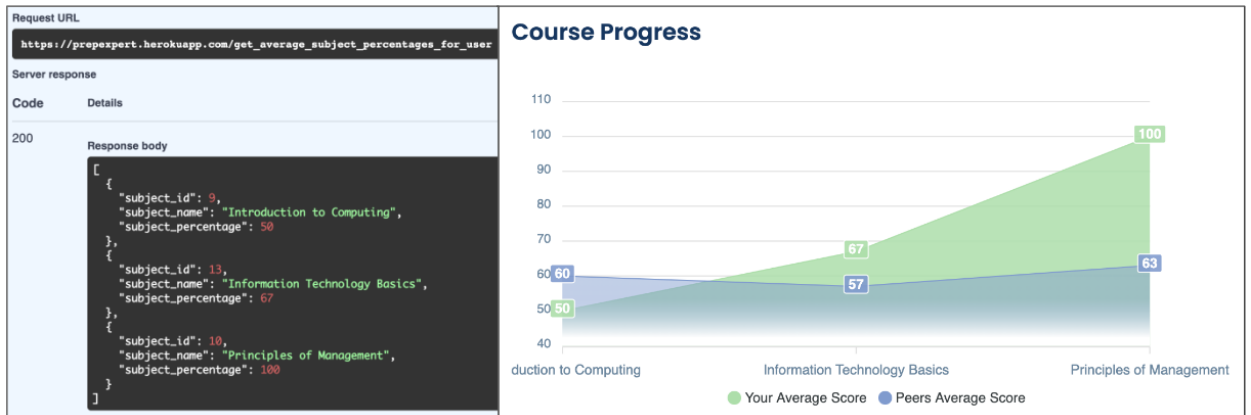 Request URL
https://prepexpert.herokuapp.com/get_average_subject_percentages_for_user
Server response
Code Details
200
Response body
[
{
"subject_id": 9,
"subject_name": "Introduction to Computing",
"subject_percentage": 50
},
{
"subject_id": 13,
"subject_name": "Information Technology Basics",
"subject_percentage": 67
},
{
"subject_id": 10,
"subject_name": "Principles of Management",
"subject_percentage": 100
}
]
Course Progress
110
100
90
80
70
60
50
40
100
67
60
57
63
50
duction to Computing Information Technology Basics Principles of Management
Your Average Score Peers Average Score